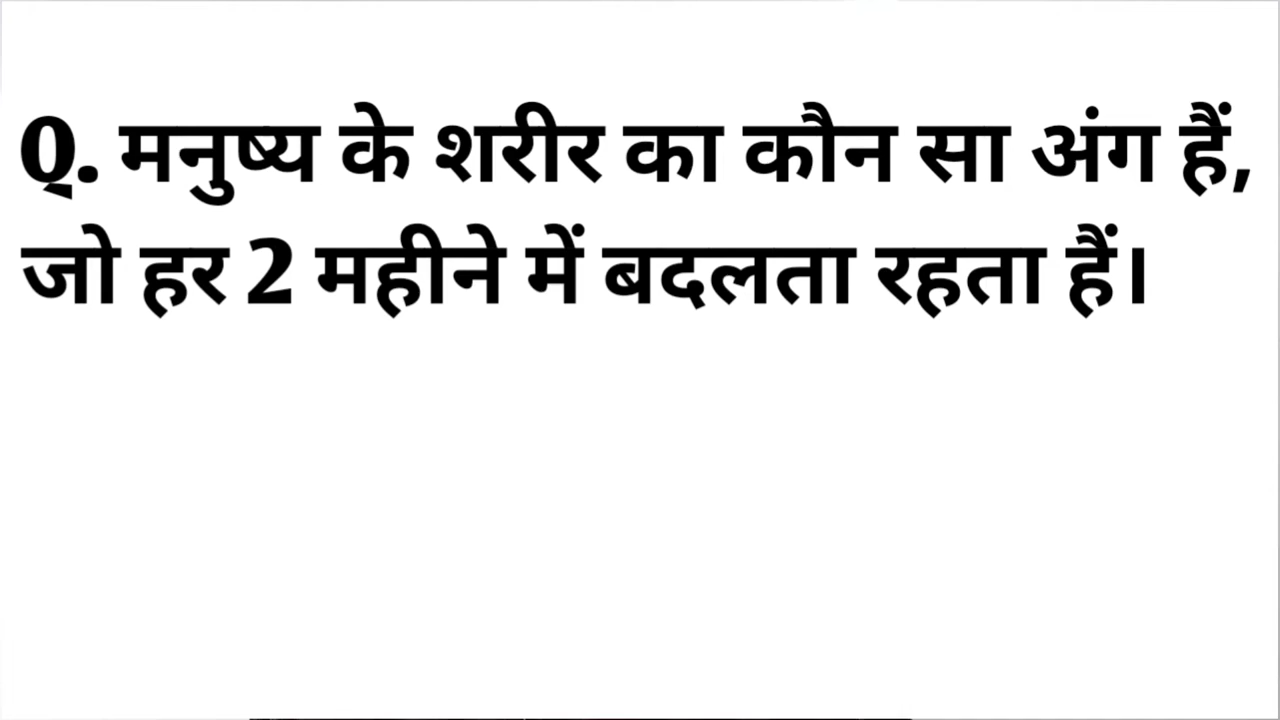 Q. मनुष्य के शरीर का कौन सा अंग हैं,
जो हर 2 महीने में बदलता रहता हैं।